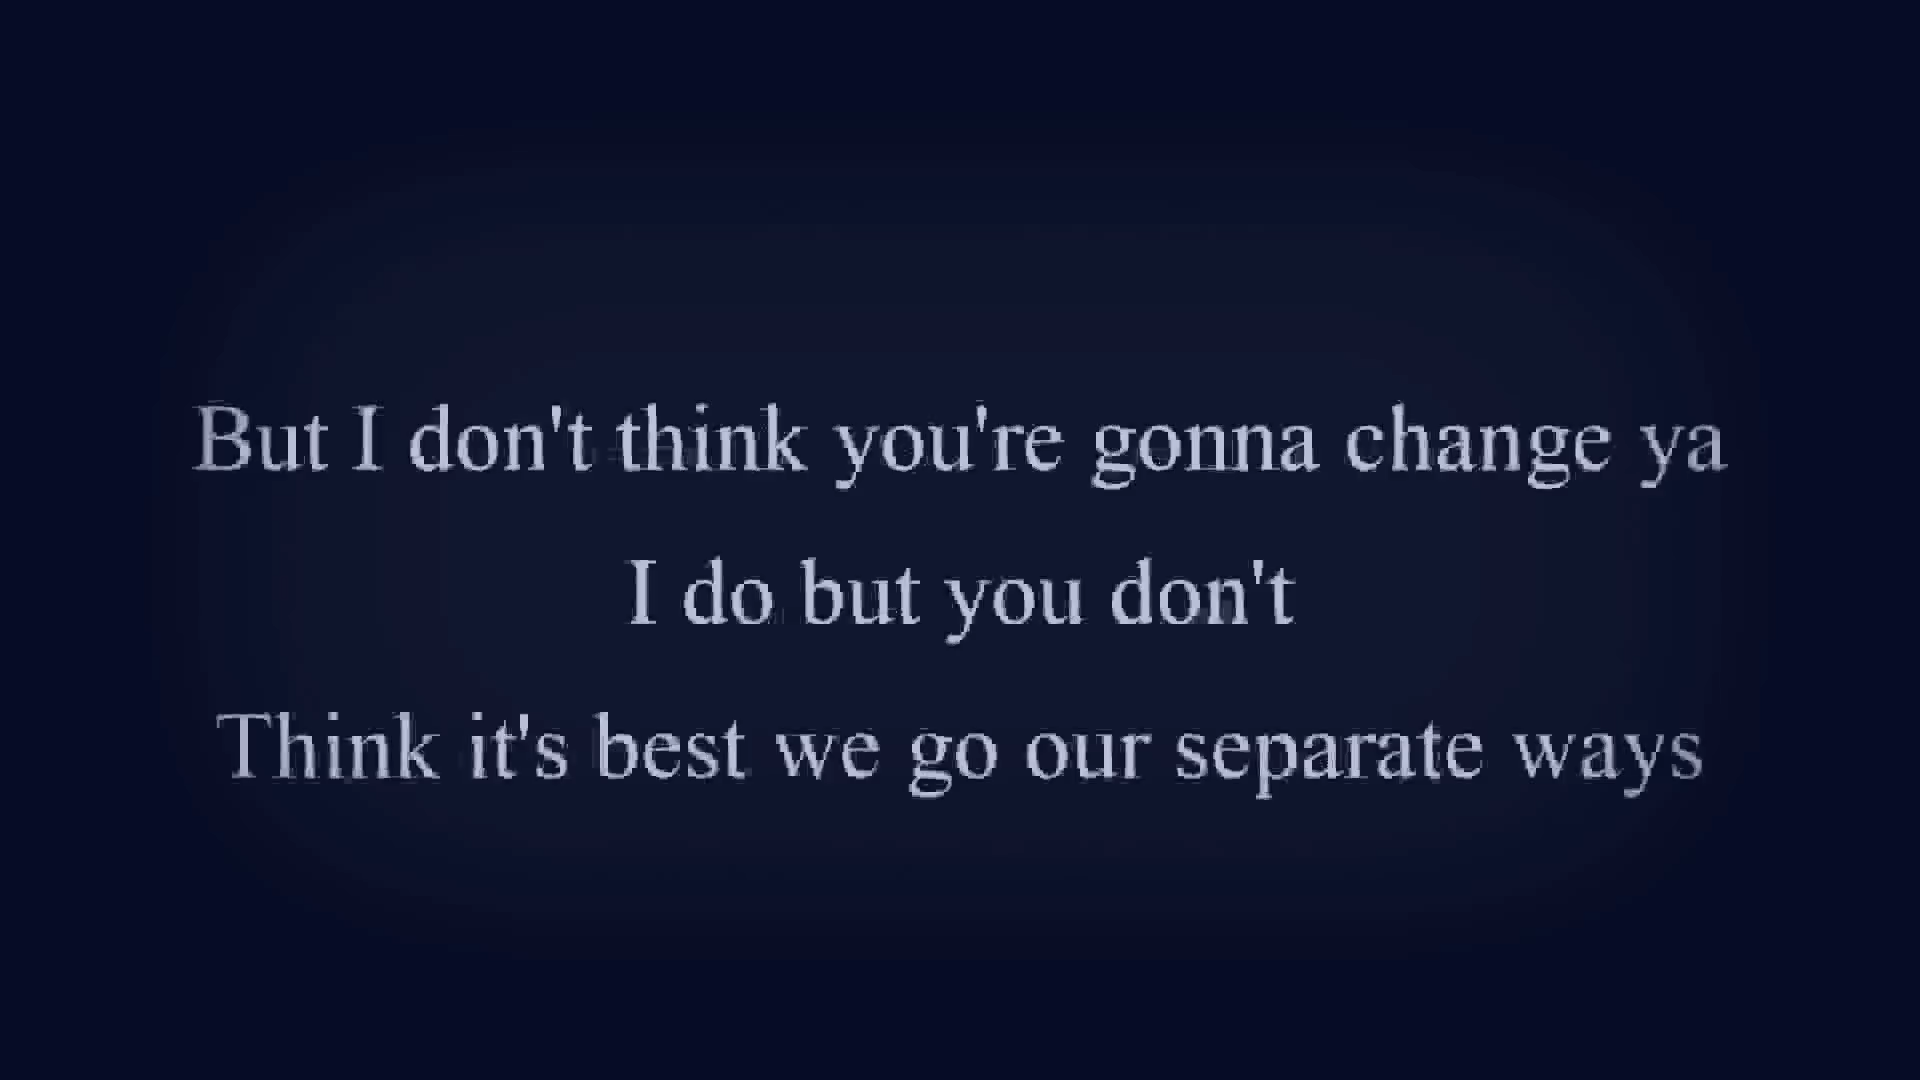 But I don't think you're gonna change ya
I do but you don't
Think it's best we go our separate ways